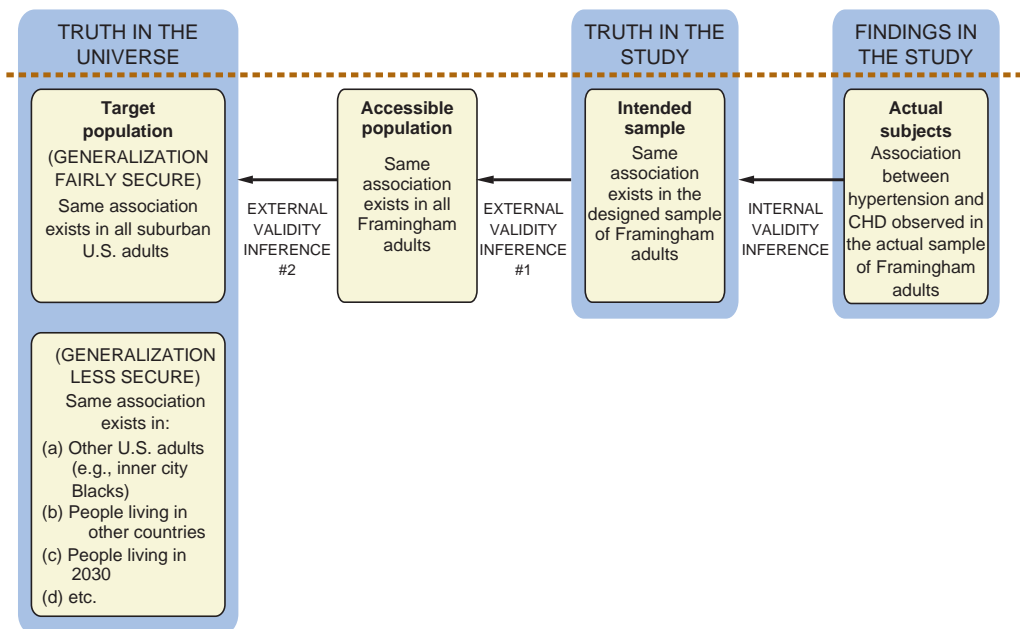 TRUTH IN THE
UNIVERSE
TRUTH IN THE
STUDY
FINDINGS IN
THE STUDY
Target
population
(GENERALIZATION
FAIRLY SECURE)
Same association
exists in all suburban
U.S. adults
EXTERNAL
VALIDITY
INFERENCE
#2
Accessible
population
Same
association
exists in all
Framingham
adults
EXTERNAL
VALIDITY
INFERENCE
#1
Intended
sample
Same
association
exists in the
designed sample
of Framingham
adults
INTERNAL
VALIDITY
INFERENCE
Actual
subjects
Association
between
hypertension and
CHD observed in
the actual sample
of Framingham
adults
(GENERALIZATION
LESS SECURE)
Same association
exists in:
(a) Other U.S. adults
(e.g., inner city
Blacks)
(b) People living in
other countries
(c) People living in
2030
(d) etc.